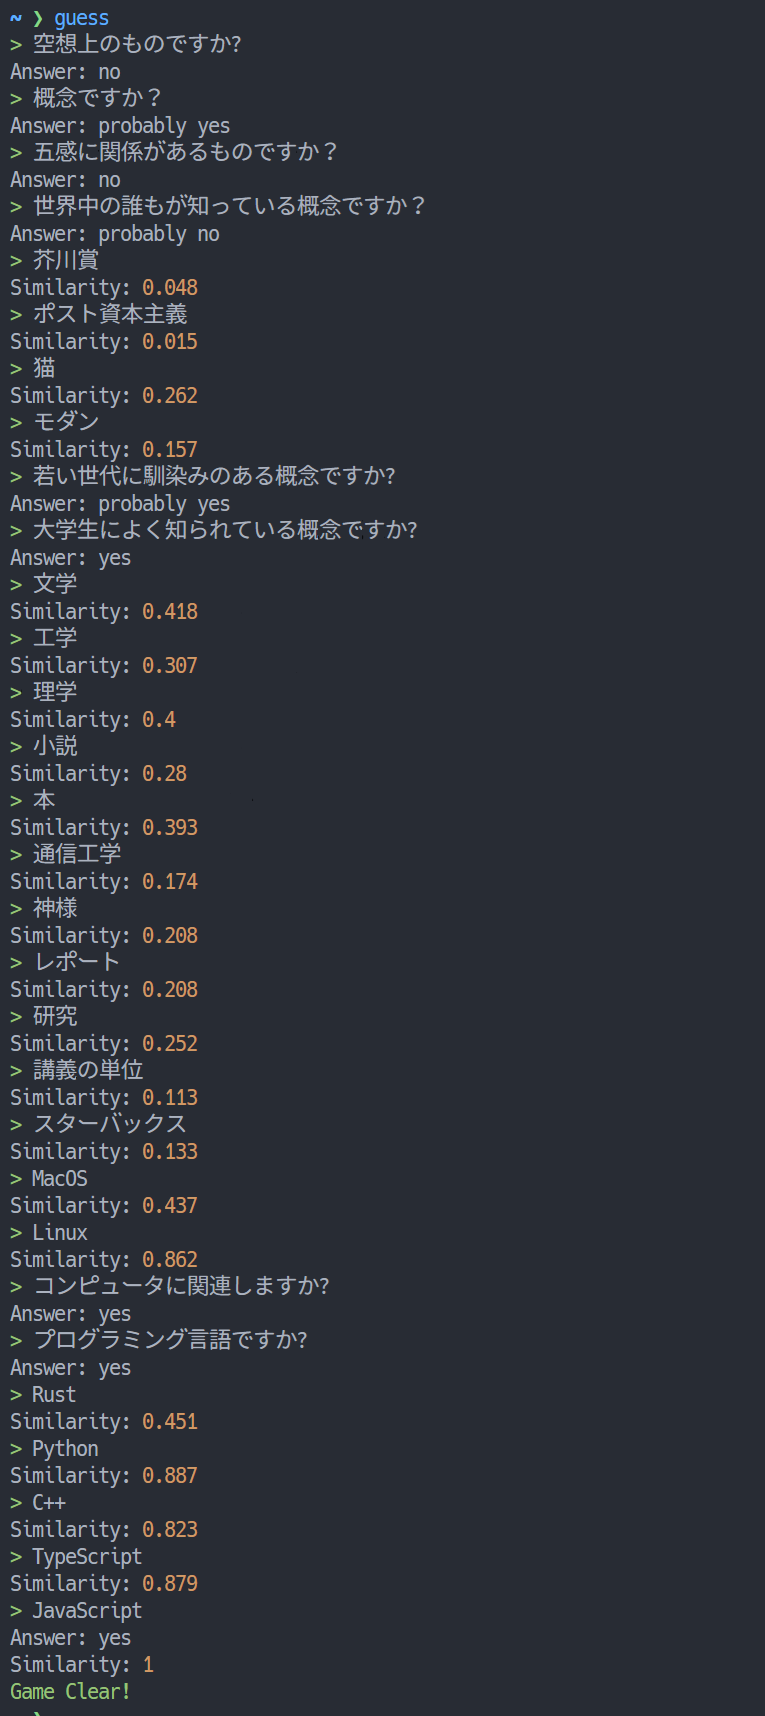 ~ ❯ guess
> 空想上のものですか?
Answer: no
> 概念ですか？
Answer: probably yes
> 五感に関係があるものですか？
Answer: no
> 世界中の誰もが知っている概念ですか？
Answer: probably no
> 芥川賞
Similarity: 0.048
> ポスト資本主義
Similarity: 0.015
> 猫
Similarity: 0.262
> モダン
Similarity: 0.157
> 若い世代に馴染みのある概念ですか?
Answer: probably yes
> 大学生によく知られている概念ですか?
Answer: yes
> 文学
Similarity: 0.418
> 工学
Similarity: 0.307
> 理学
Similarity: 0.4
> 小説
Similarity: 0.28
> 本
Similarity: 0.393
> 通信工学
Similarity: 0.174
> 神様
Similarity: 0.208
> レポート
Similarity: 0.208
> 研究
Similarity: 0.252
> 講義の単位
Similarity: 0.113
> スターバックス
Similarity: 0.133
> MacOS
Similarity: 0.437
> Linux
Similarity: 0.862
> コンピュータに関連しますか?
Answer: yes
> プログラミング言語ですか?
Answer: yes
> Rust
Similarity: 0.451
> Python
Similarity: 0.887
> C++
Similarity: 0.823
> TypeScript
Similarity: 0.879
> JavaScript
Answer: yes
Similarity: 1
Game Clear!